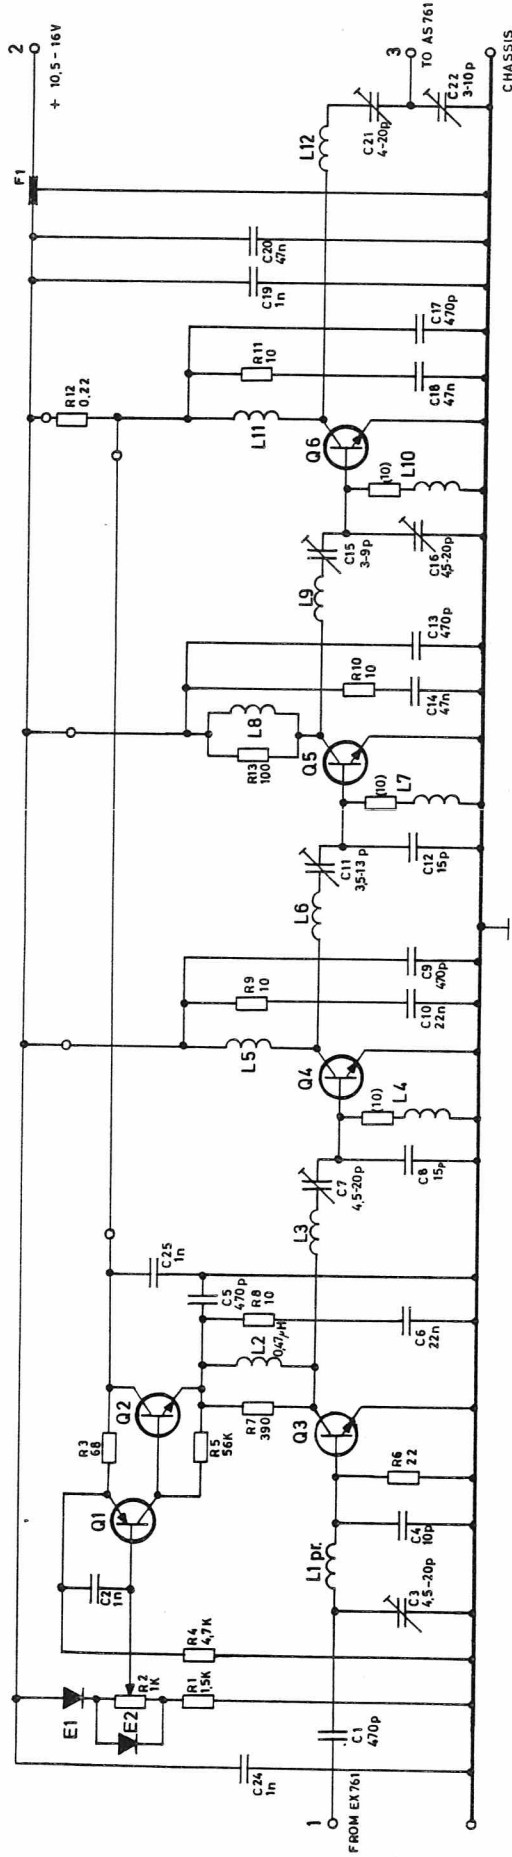 2
÷ 10,5 - 16V
F1
3
TO AS 761
CHASSIS
C22
3-10p
C21
4-20p
L12
C20
47n
C19
1n
R12
0,22
R11
10
C17
470p
C18
47n
L11
Q6
(10)
L10
C15
3-9p
C16
4,5-20p
L9
C13
470p
R10
10
C14
47n
L8
R13
100
Q5
(10)
L7
C11
3,5-13 p
C12
15p
L6
C9
470p
R9
10
C10
22n
L5
Q4
(10)
L4
C7
4,5-20p
C8
15p
L3
C25
1n
C5
470p
R8
10
C6
22n
L2
0,47µH
Q2
R3
68
R5
56K
R7
390
Q3
Q1
R6
22
C2
1n
L1 pr.
C4
10p
C3
4,5-20p
R4
4,7K
R2
1K
R1
1,5K
E1
E2
C24
1n
C1
470p
1
FROM EX761